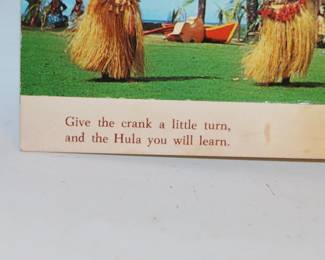 Give the crank a little turn,
and the Hula you will learn.